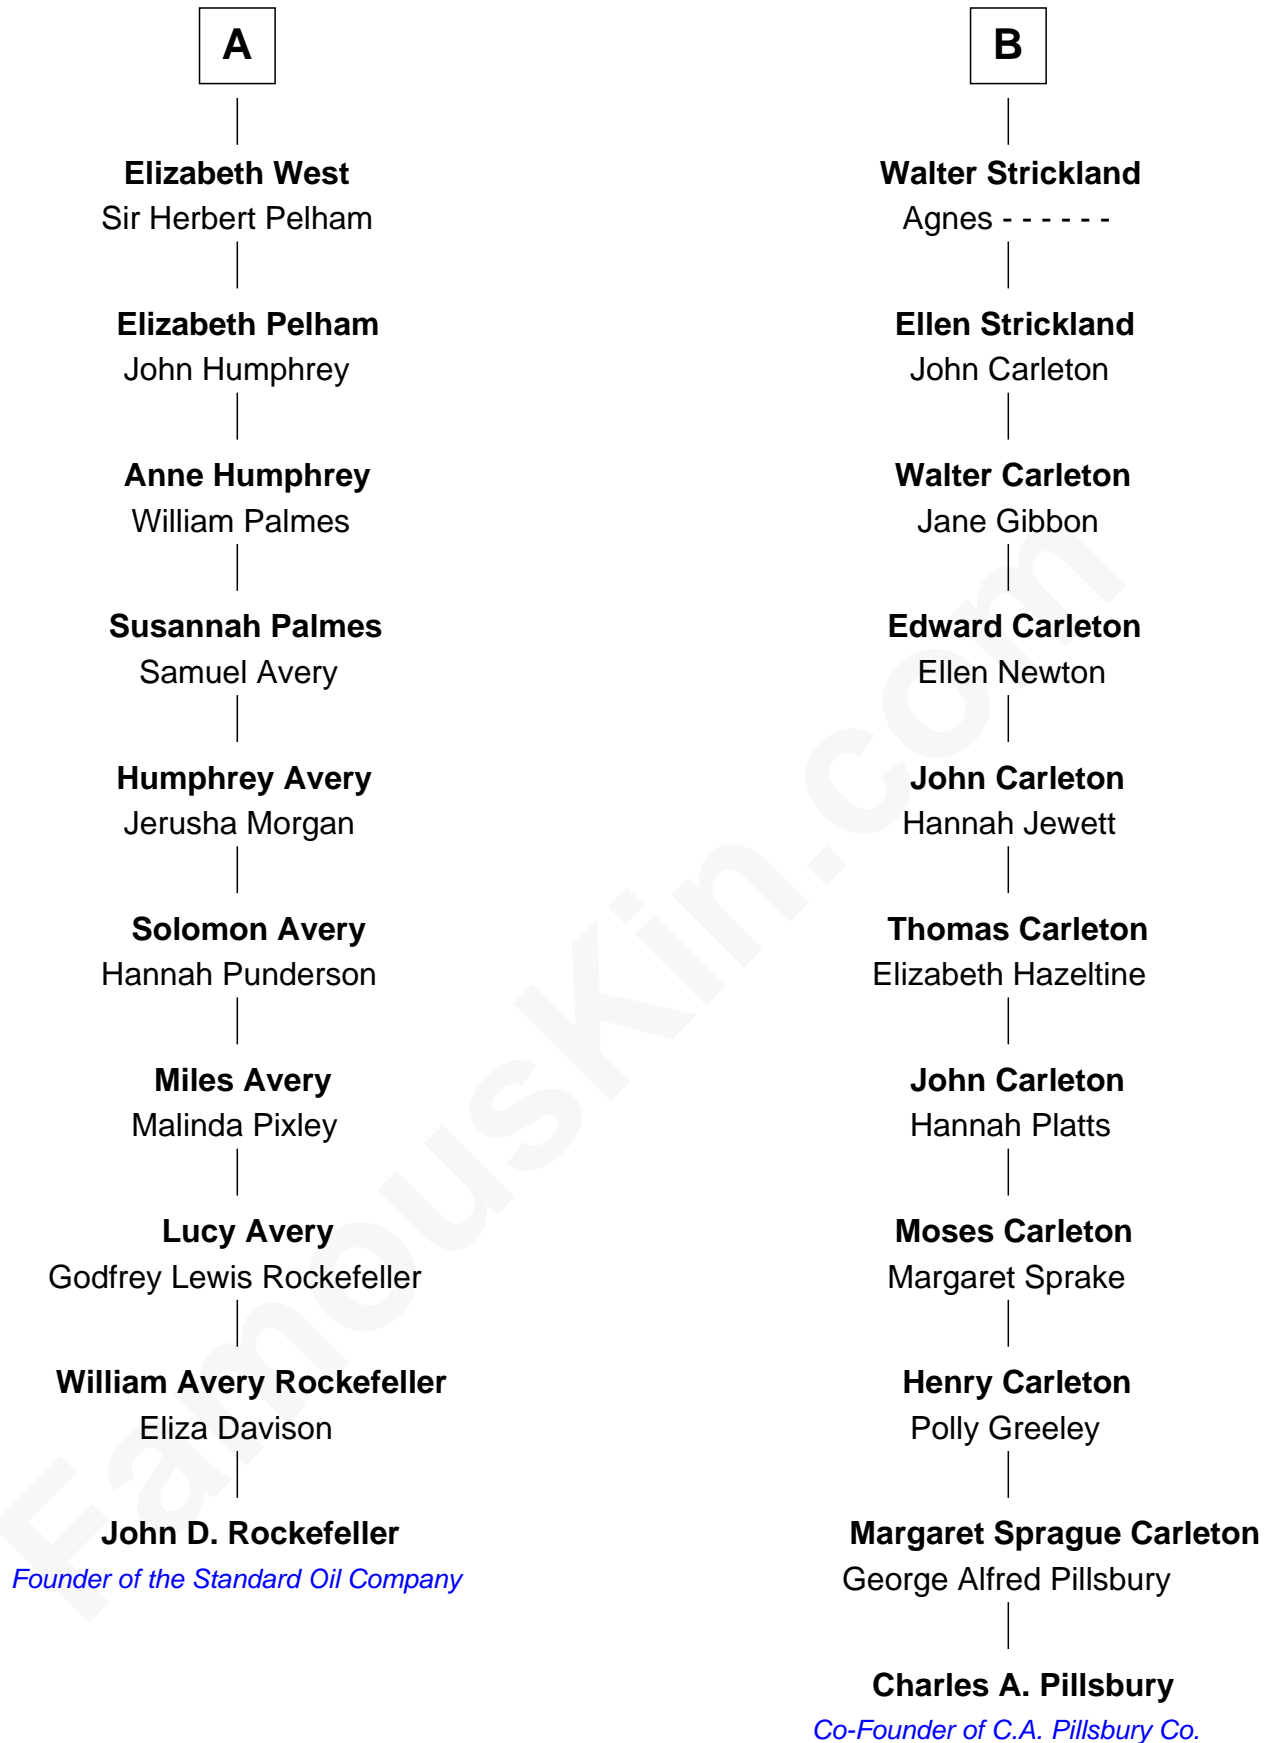 A
Elizabeth West
Sir Herbert Pelham
Elizabeth Pelham
John Humphrey
Anne Humphrey
William Palmes
Susannah Palmes
Samuel Avery
Humphrey Avery
Jerusha Morgan
Solomon Avery
Hannah Punderson
Miles Avery
Malinda Pixley
Lucy Avery
Godfrey Lewis Rockefeller
William Avery Rockefeller
Eliza Davison
John D. Rockefeller
Founder of the Standard Oil Company
B
Walter Strickland
Agnes - - - - - -
Ellen Strickland
John Carleton
Walter Carleton
Jane Gibbon
Edward Carleton
Ellen Newton
John Carleton
Hannah Jewett
Thomas Carleton
Elizabeth Hazeltine
John Carleton
Hannah Platts
Moses Carleton
Margaret Sprake
Henry Carleton
Polly Greeley
Margaret Sprague Carleton
George Alfred Pillsbury
Charles A. Pillsbury
Co-Founder of C.A. Pillsbury Co.
FamousKin.com